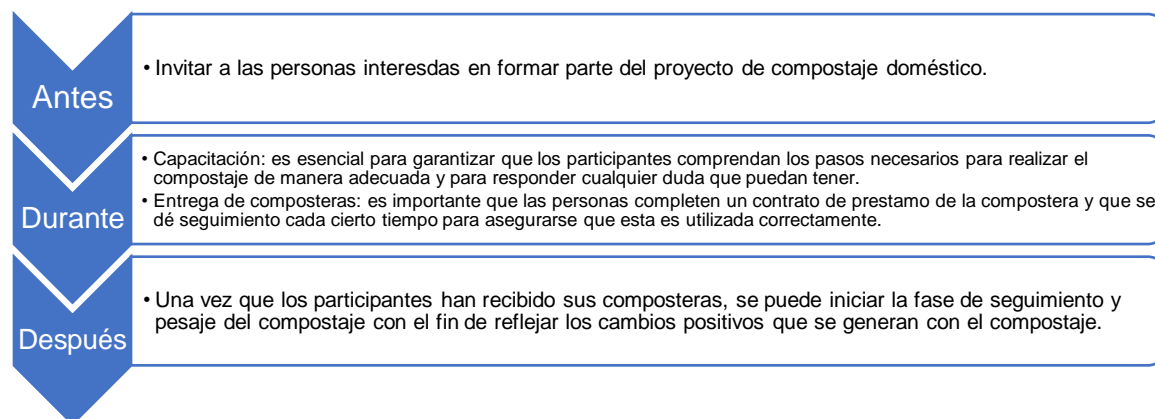 Antes
• Invitar a las personas interesdas en formar parte del proyecto de compostaje doméstico.
Durante
• Capacitación: es esencial para garantizar que los participantes comprendan los pasos necesarios para realizar el
compostaje de manera adecuada y para responder cualquier duda que puedan tener.
• Entrega de composteras: es importante que las personas completen un contrato de prestamo de la compostera y que se
dé seguimiento cada cierto tiempo para asegurarse que esta es utilizada correctamente.
Después
• Una vez que los participantes han recibido sus composteras, se puede iniciar la fase de seguimiento y
pesaje del compostaje con el fin de reflejar los cambios positivos que se generan con el compostaje.